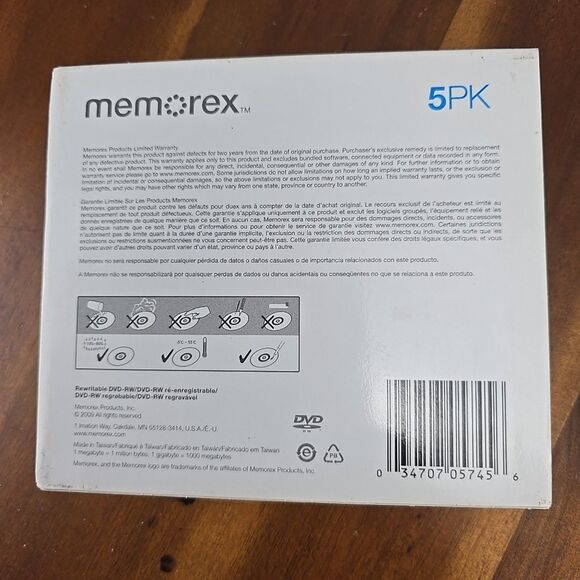 memorex™
5PK
Memorex Products Limited Warranty
Memorex warrants this product against defects for two years from the date of original purchase. Purchaser's exclusive remedy is limited to replacement
of any defective product. This warranty applies only to this product and excludes bundled software, connected equipment or data recorded in any form.
In no event shall Memorex be responsible for any direct, incidental, consequential or other damages of any kind. For further information or to obtain
warranty service please go to www.memorex.com. Some jurisdictions do not allow limitations on how long an implied warranty lasts, or the exclusion or
limitation of incidental or consequential damages, so the above limitations or exclusions may not apply to you. This limited warranty gives you specific
legal rights, and you may have other rights which may vary from one state, province or country to another.
Garantie Limitée Sur Les Products Memorex
Memorex garantit ce produit contre les défauts pour duex ans à compter de la date d'achat original. Le recours exclusif de l'acheteur est limité au
remplacement de tout produit défectueux. Cette garantie s'applique uniquement à ce produit et exclut les logiciels groupés, l'équipement relié et les
données enregistrées de quelque manière que ce soit. En aucun cas, Memorex sera responsible pour des dommages directs, incidents, ou accessoires
de quelque nature que ce soit. Pour plus d'informations ou pour obtenir le service de garantie visitez www.memorex.com. Certaines juridictions
n'autorisent pas de limite quant à la durée d'une garantie implicite, l'exclusion ou la restriction des dommages directs ou indirects, de sorte que les
exclusions ou restrictions susmentionnées ne vous concernent peut-être pas. Cette garantie limitée vous confère des droits légaux spécifiques, et vous
pouvez avoir d'autres droits pouvant varier d'un état, province ou pays à l'autre.
Memorex no será responsable por cualquier pérdida de datos o daños casuales o de importancia relacionados con este producto.
A Memorex não se responsabilizará por quaisquer perdas de dados ou danos acidentais ou conseqüentes no que se relaciona a este produto.
-5°C - 55°C
Rewritable DVD-RW/DVD-RW ré-enregistrable/
DVD-RW regrabable/DVD-RW regravável
Memorex Products, Inc.
© 2009 All rights reserved.
1 Imation Way, Oakdale, MN 55128-3414, U.S.A./É.-U.
www.memorex.com
Made in Taiwan/Fabriqué à Taiwan/Fabricado en Taiwan/Fabricado em Taiwan
1 megabyte = 1 million bytes, 1 gigabyte = 1000 megabytes
Memorex, and the Memorex logo are trademarks of the affiliates of Memorex Products, Inc.
DVD
RW
PB
0 34707 05745 6